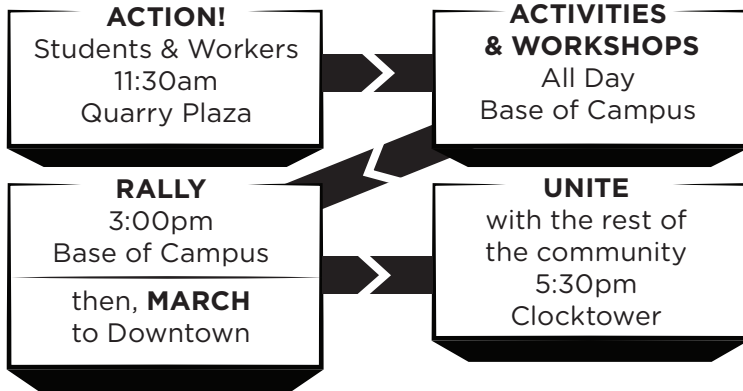 ACTION!
Students & Workers
11:30am
Quarry Plaza
ACTIVITIES
& WORKSHOPS
All Day
Base of Campus
RALLY
3:00pm
Base of Campus
then, MARCH
to Downtown
UNITE
with the rest of
the community
5:30pm
Clocktower